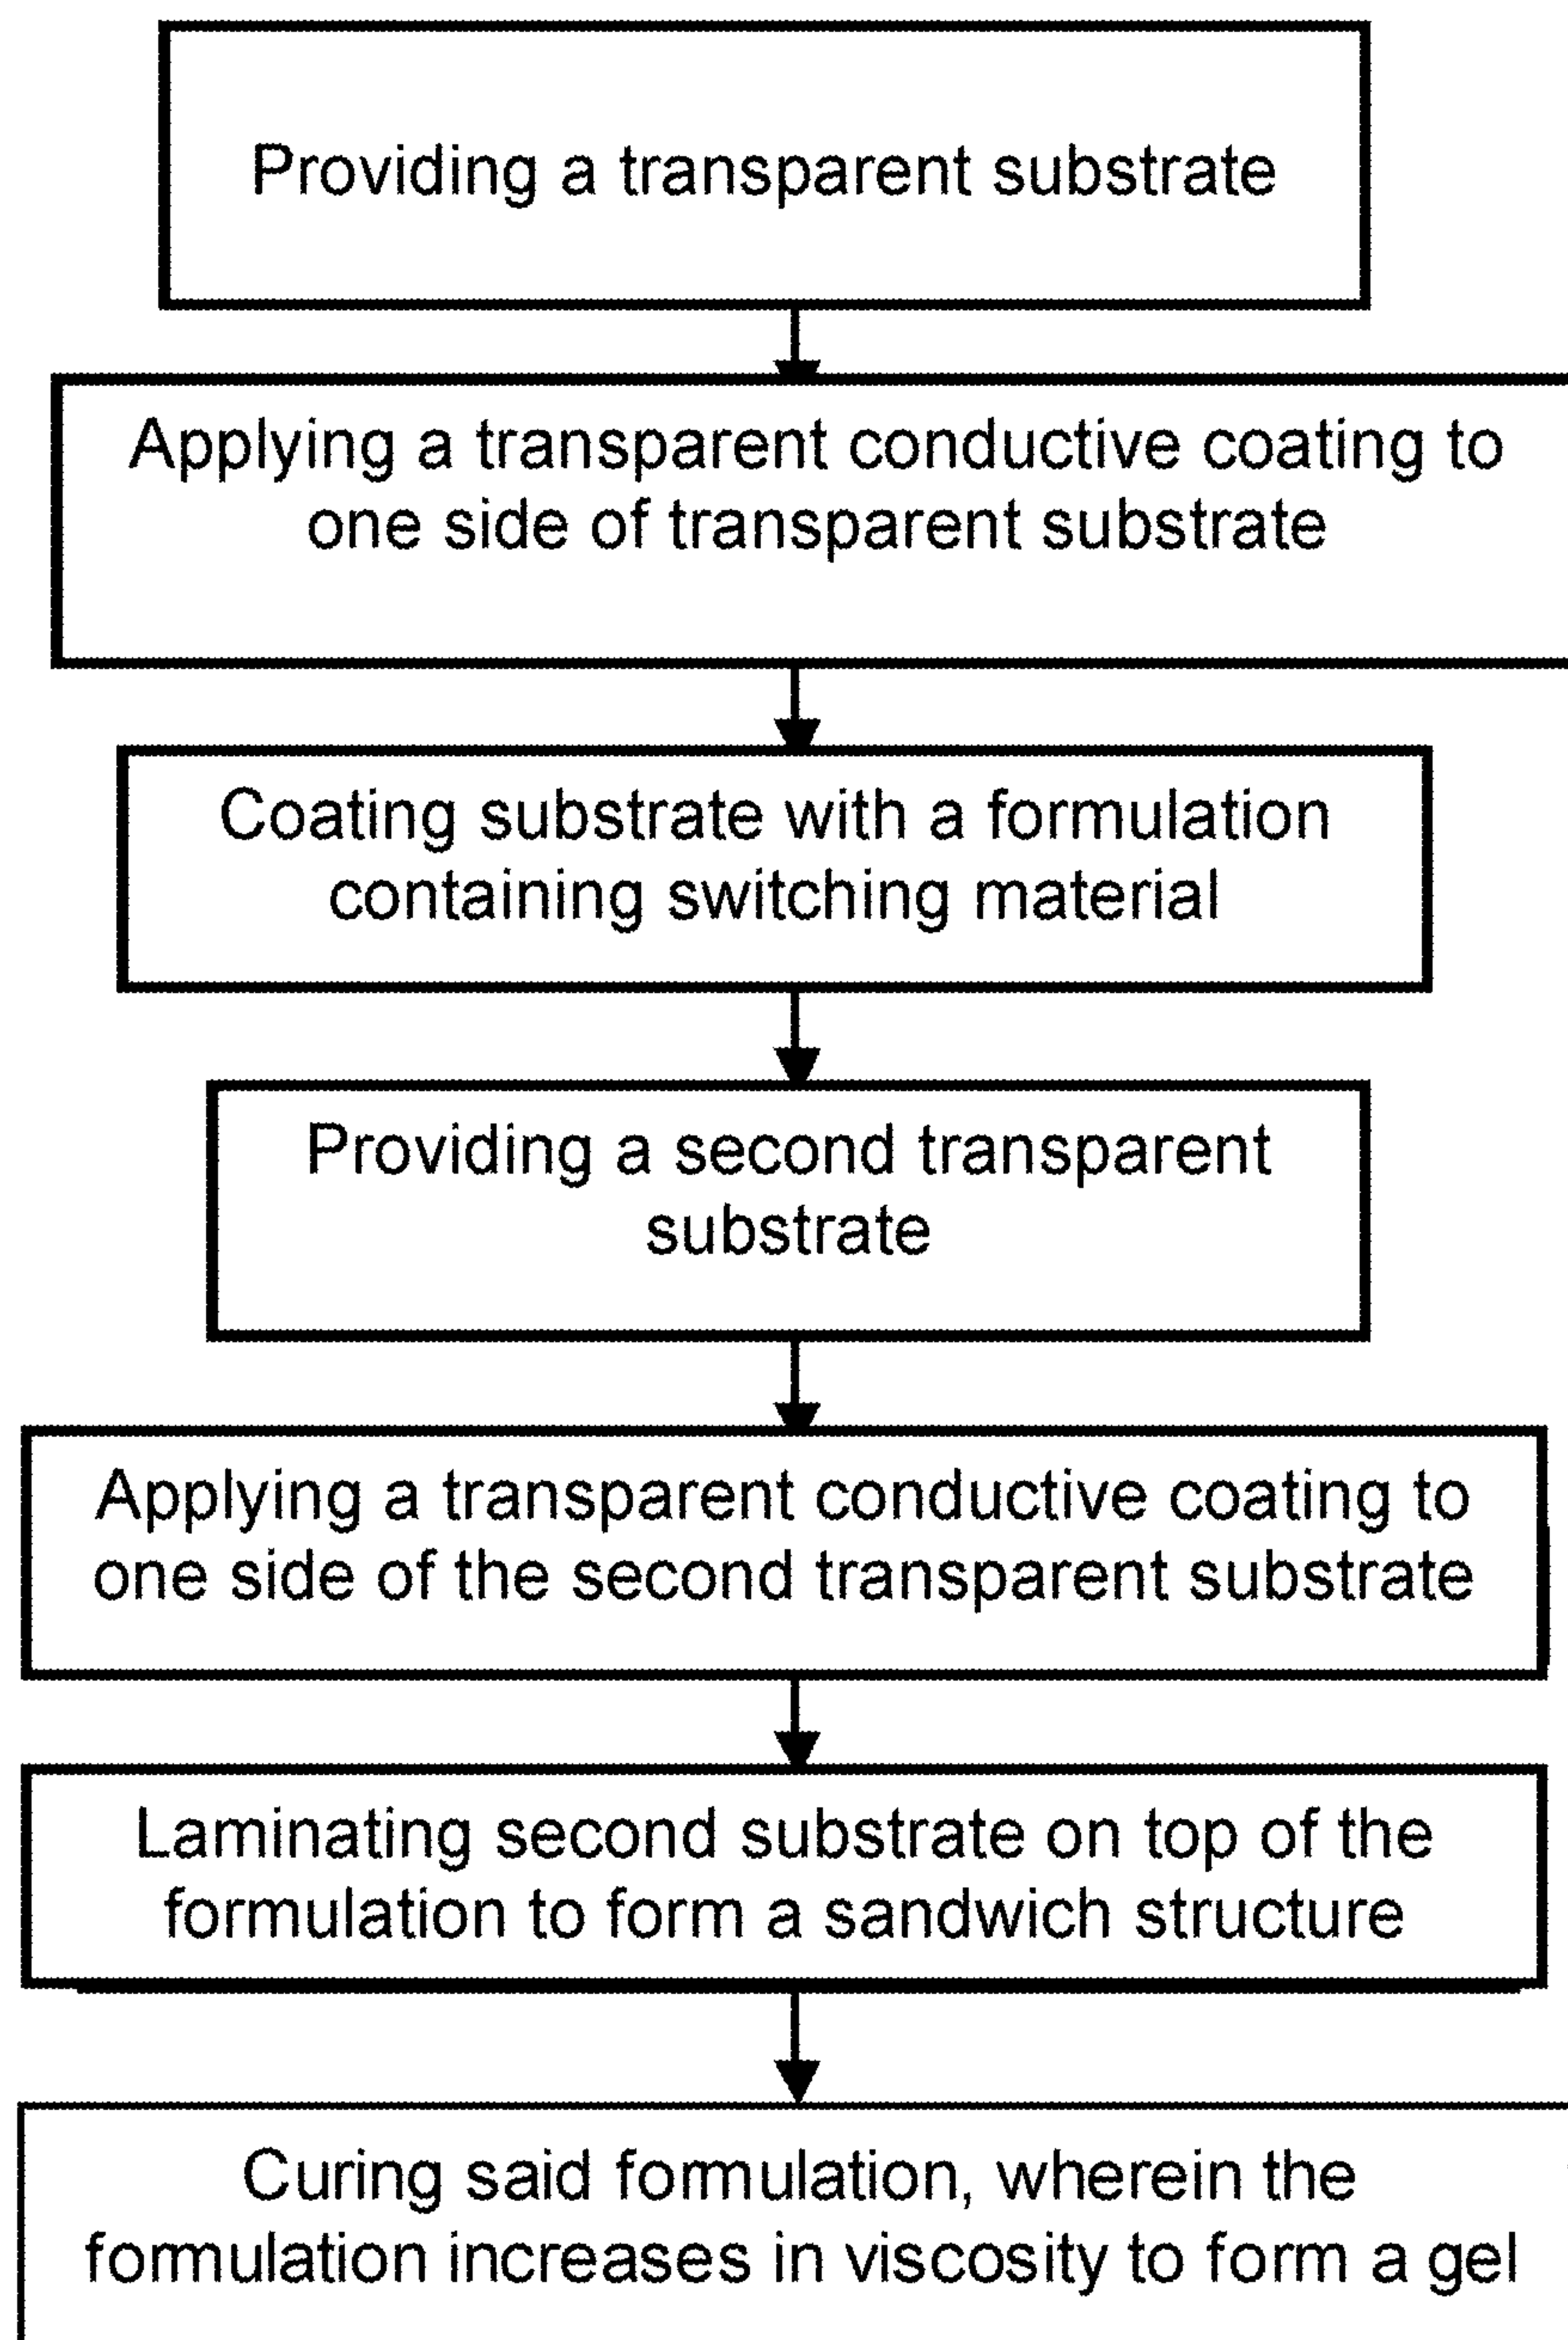 Providing a transparent substrate
Applying a transparent conductive coating to
one side of transparent substrate
Coating substrate with a formulation
containing switching material
Providing a second transparent
substrate
Applying a transparent conductive coating to
one side of the second transparent substrate
Laminating second substrate on top of the
formulation to form a sandwich structure
Curing said formulation, wherein the
formulation increases in viscosity to form a gel